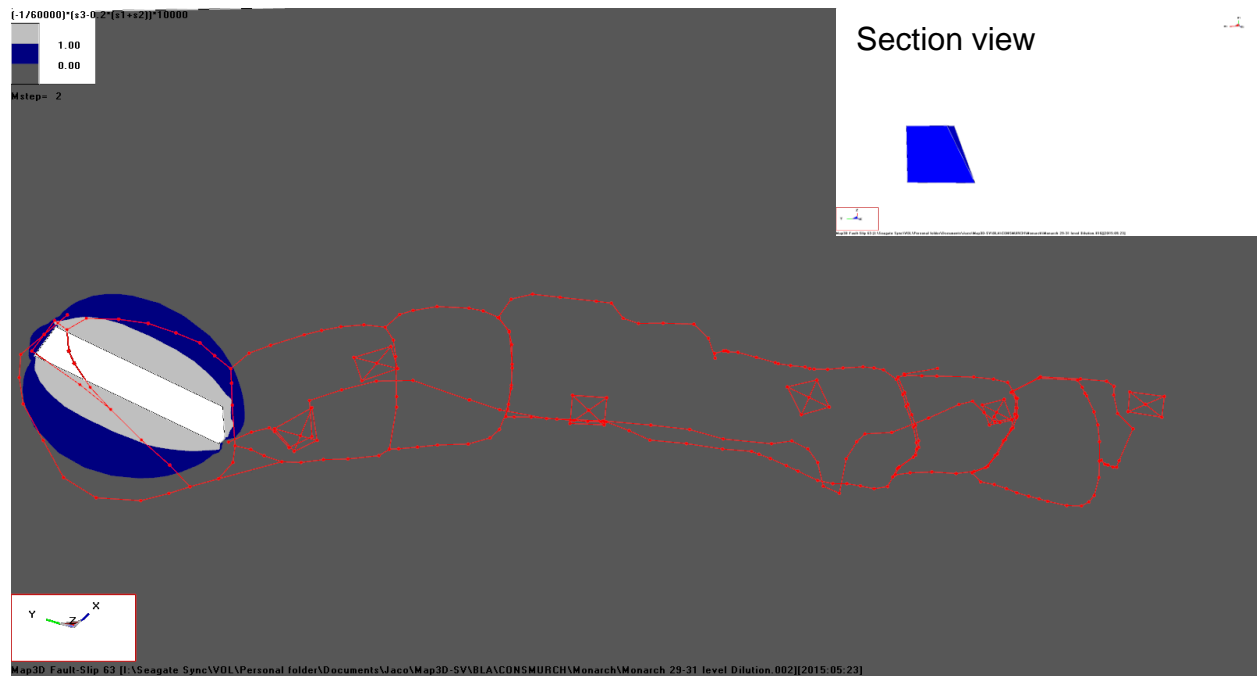 (-1/60000)*(s3-0.2*(s1+s2))*10000
1.00
0.00
Mstep= 2
Section view
Y
Z
X
Map3D Fault-Slip 63 [I:\Seagate Sync\VOL\Personal folder\Documents\Jaco\Map3D-SV\BLA\CONSMURCH\Monarch\Monarch 29-31 level Dilution.002][2015:05:23]